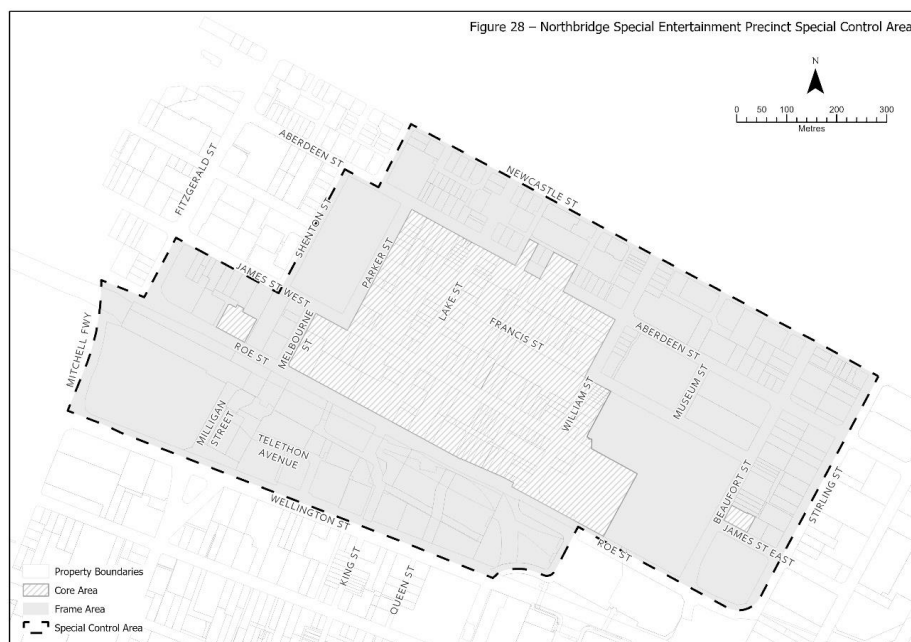 Figure 28 – Northbridge Special Entertainment Precinct Special Control Area
N
0 50 100 200 300
Metres
ABERDEEN ST
FITZGERALD ST
NEWCASTLE ST
SHENTON ST
PARKER ST
JAMES ST WEST
LAKE ST
FRANCIS ST
MELBOURNE
ST
MITCHELL FWY
ROE ST
ABERDEEN ST
MUSEUM ST
WILLIAM ST
MILLIGAN
STREET
TELETHON
AVENUE
BEAUFORT ST
STIRLING ST
WELLINGTON ST
JAMES ST EAST
ROE ST
KING ST
QUEEN ST
Property Boundaries
Core Area
Frame Area
Special Control Area